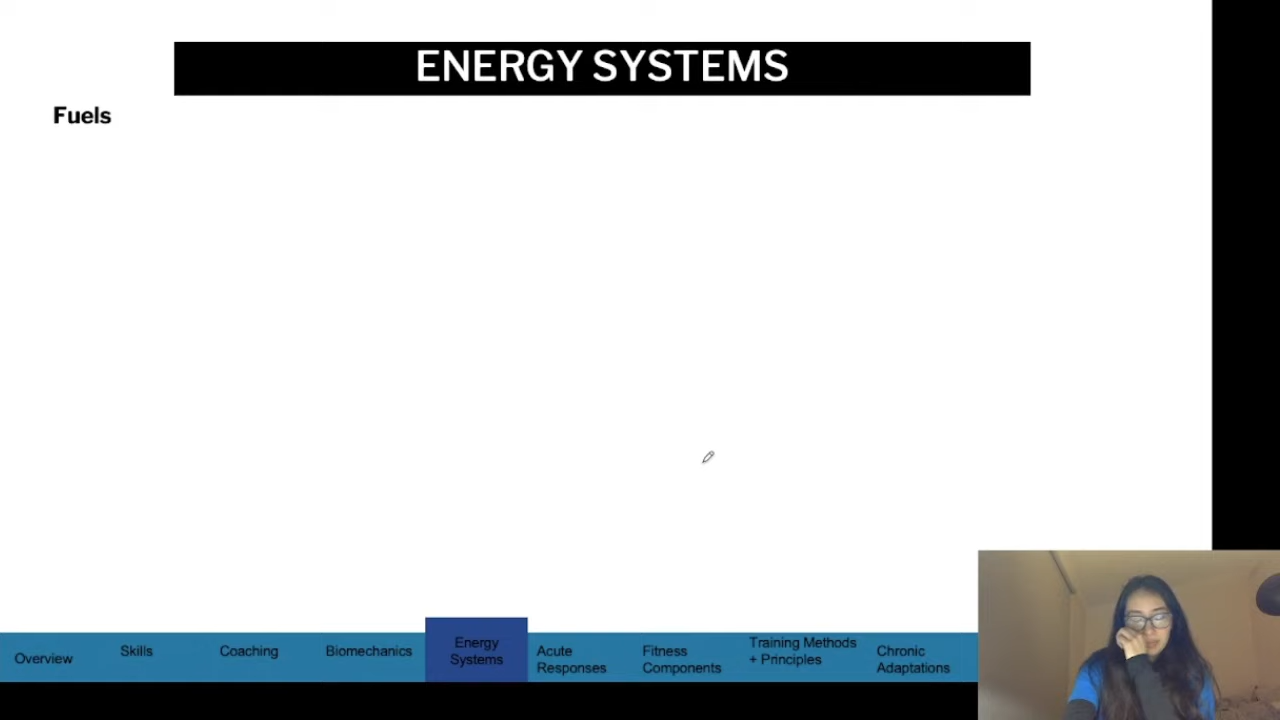 ENERGY SYSTEMS
Fuels
Overview
Skills
Coaching
Biomechanics
Energy
Systems
Acute
Responses
Fitness
Components
Training Methods
+ Principles
Chronic
Adaptations